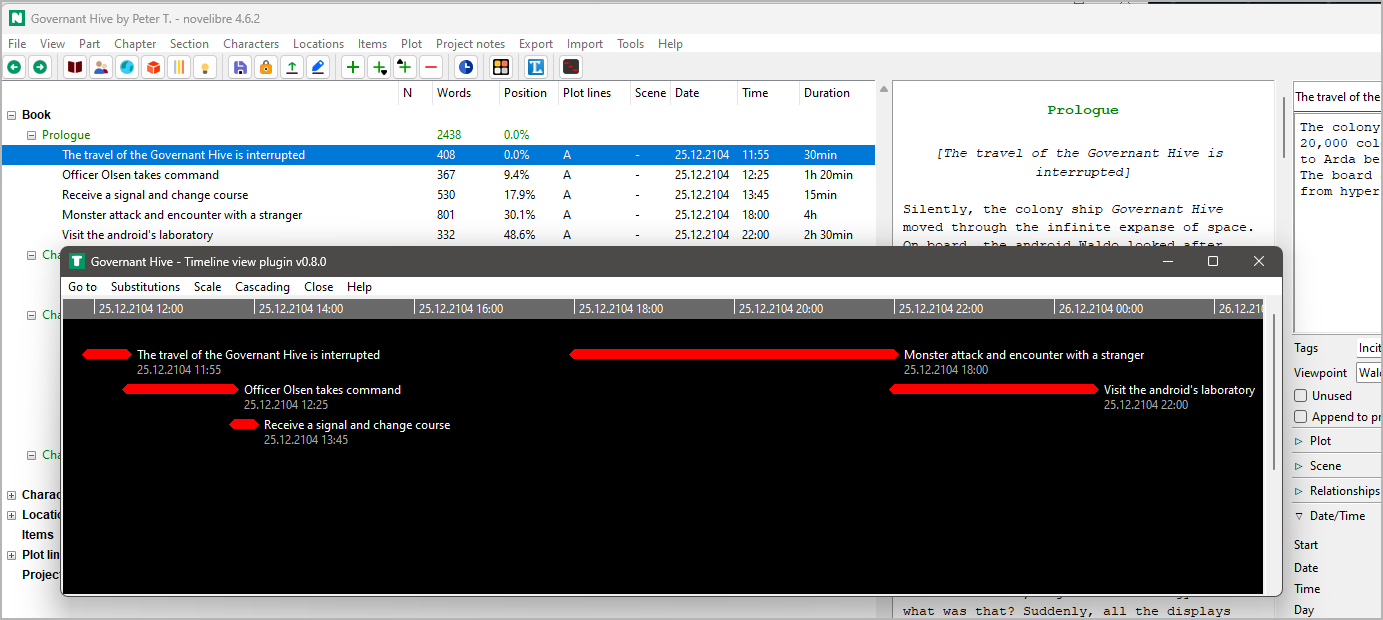 Governant Hive by Peter T. - novelibre 4.6.2
File View Part Chapter Section Characters Locations Items Plot Project notes Export Import Tools Help
N Words Position Plot lines Scene Date Time Duration
Book
Prologue 2438 0.0%
The travel of the Governant Hive is interrupted 408 0.0% A - 25.12.2104 11:55 30min
Officer Olsen takes command 367 9.4% A - 25.12.2104 12:25 1h 20min
Receive a signal and change course 530 17.9% A - 25.12.2104 13:45 15min
Monster attack and encounter with a stranger 801 30.1% A - 25.12.2104 18:00 4h
Visit the android's laboratory 332 48.6% A - 25.12.2104 22:00 2h 30min
Cha
Cha
Cha
Charac
Locatio
Items
Plot lin
Projec
Prologue
[The travel of the Governant Hive is
interrupted]
Silently, the colony ship Governant Hive
moved through the infinite expanse of space.
On board, the android Waldo looked after
what was that? Suddenly, all the displays
The travel of the
The colony
20,000 col
to Arda be
The board
from hyper
Tags Incit
Viewpoint Wal
Unused
Append to pr
Plot
Scene
Relationships
Date/Time
Start
Date
Time
Day
Governant Hive - Timeline view plugin v0.8.0
Go to Substitutions Scale Cascading Close Help
25.12.2104 12:00 25.12.2104 14:00 25.12.2104 16:00 25.12.2104 18:00 25.12.2104 20:00 25.12.2104 22:00 26.12.2104 00:00 26.12.210
The travel of the Governant Hive is interrupted
25.12.2104 11:55
Monster attack and encounter with a stranger
25.12.2104 18:00
Officer Olsen takes command
25.12.2104 12:25
Visit the android's laboratory
25.12.2104 22:00
Receive a signal and change course
25.12.2104 13:45